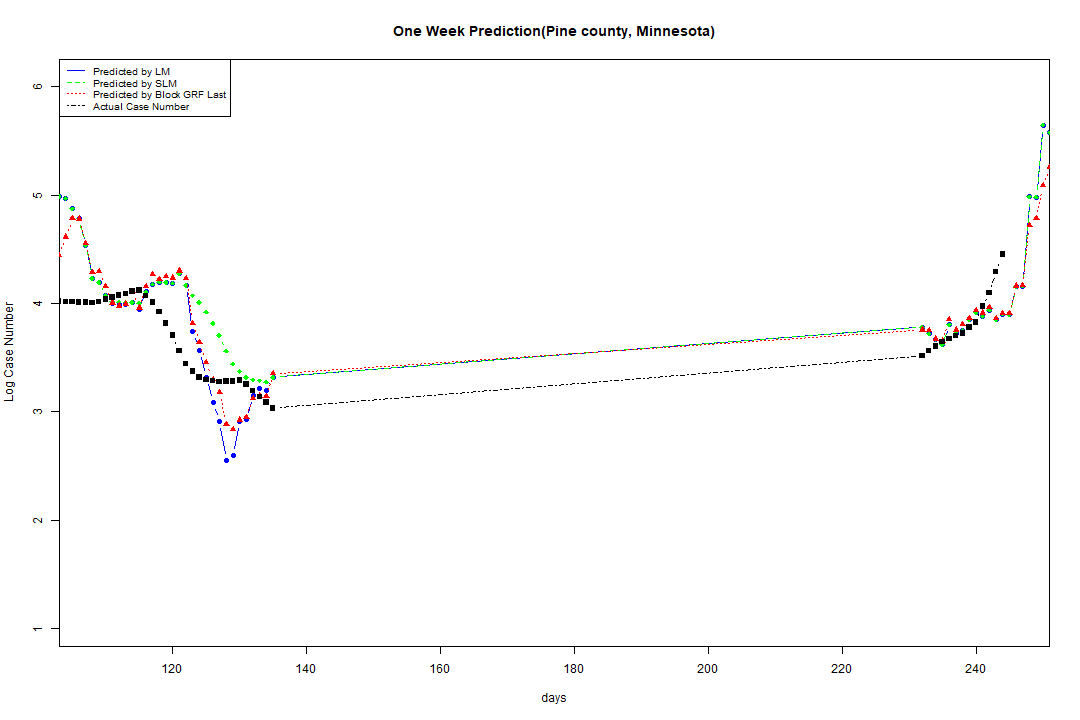 One Week Prediction(Pine county, Minnesota)
Predicted by LM
Predicted by SLM
Predicted by Block GRF Last
Actual Case Number
6
5
4
3
2
1
Log Case Number
120
140
160
180
200
220
240
days